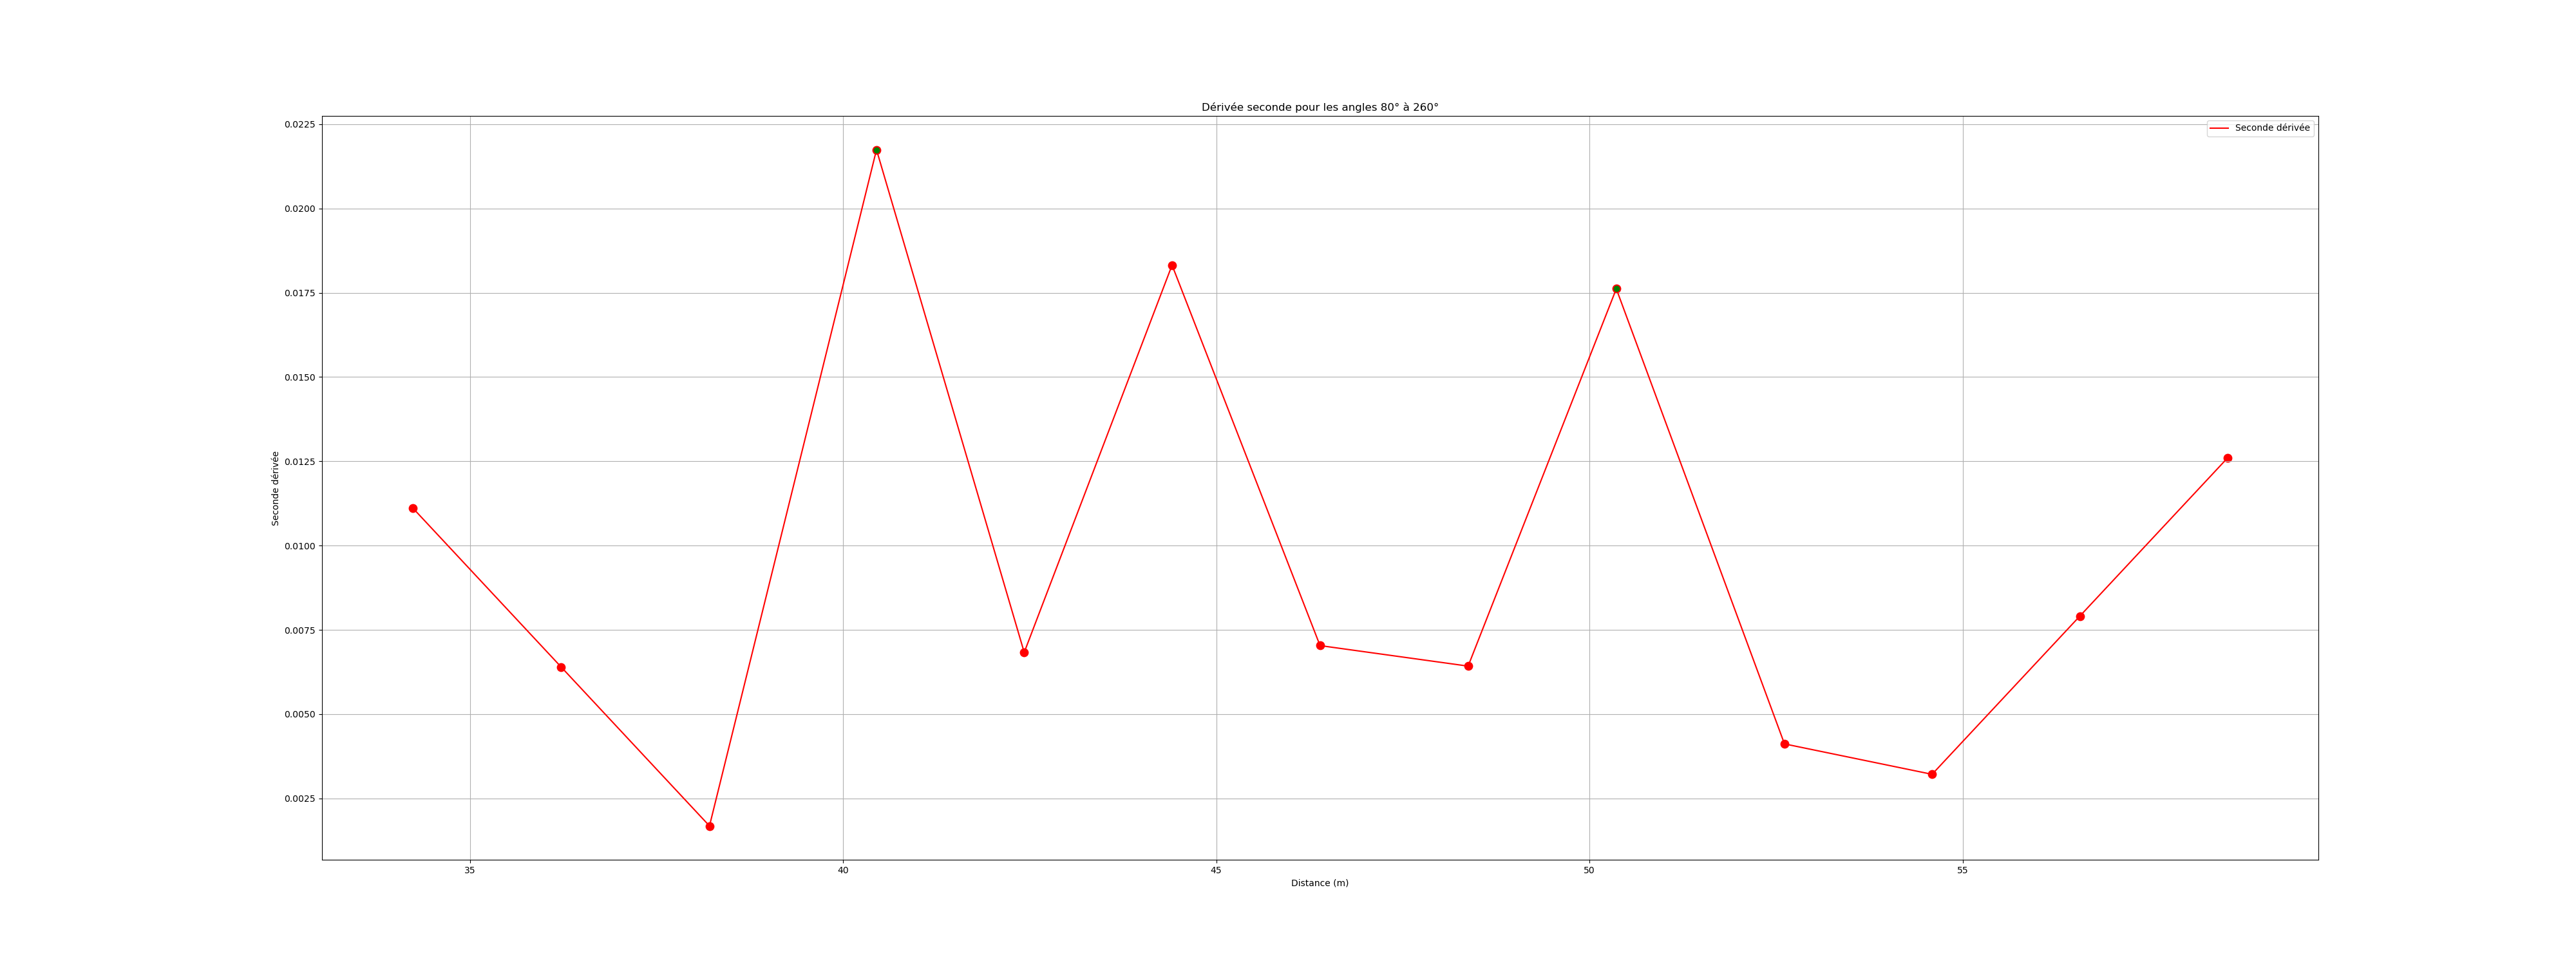 Dérivée seconde pour les angles 80° à 260°
Seconde dérivée
0.0225
0.0200
0.0175
0.0150
0.0125
0.0100
0.0075
0.0050
0.0025
Seconde dérivée
35 40 45 50 55
Distance (m)